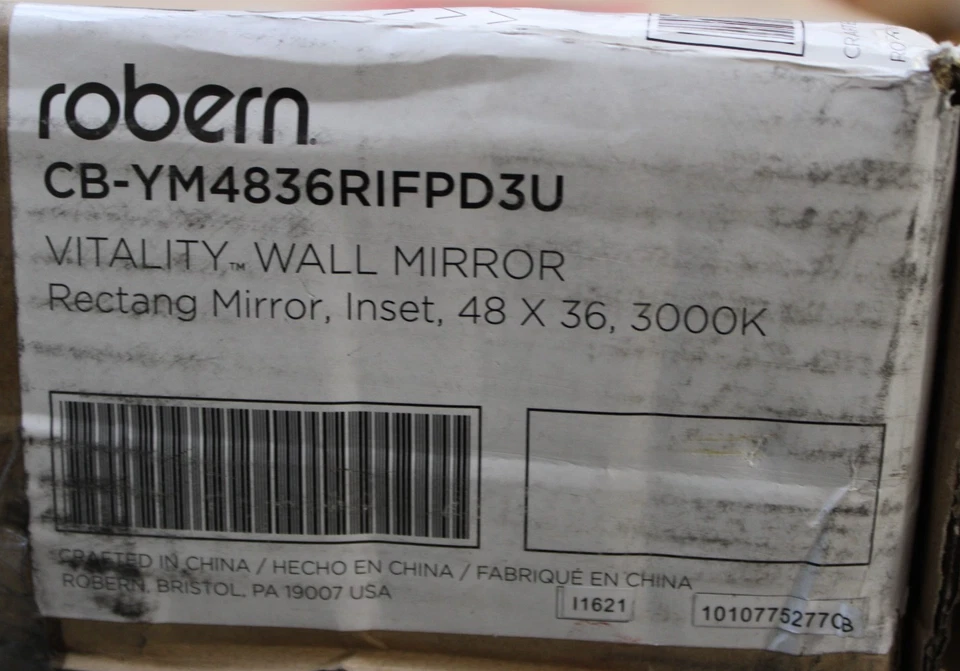 robern.
CB-YM4836RIFPD3U
VITALITY™ WALL MIRROR
Rectang Mirror, Inset, 48 X 36, 3000K
CRAFTED IN CHINA / HECHO EN CHINA / FABRIQUÉ EN CHINA
ROBERN, BRISTOL, PA 19007 USA
I1621
1010775277CB